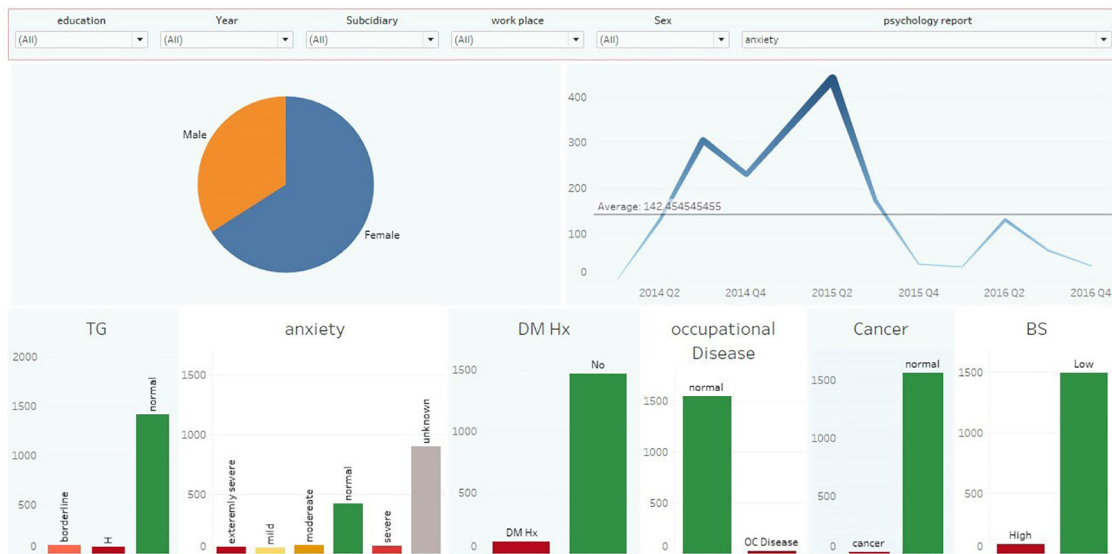 education Year Subcidiary work place Sex psychology report
(All) (All) (All) (All) (All) anxiety
Male
Female
400
300
200
100
0
Average: 142.454545455
2014 Q2 2014 Q4 2015 Q2 2015 Q4 2016 Q2 2016 Q4
TG
2000
1500
1000
500
0
borderline
H
normal
anxiety
1500
1000
500
0
exteremly severe
mild
modereate
normal
severe
unknown
DM Hx
1500
1000
500
0
DM Hx
No
occupational
Disease
1500
1000
500
0
normal
OC Disease
Cancer
1500
1000
500
0
cancer
normal
BS
1500
1000
500
0
High
Low